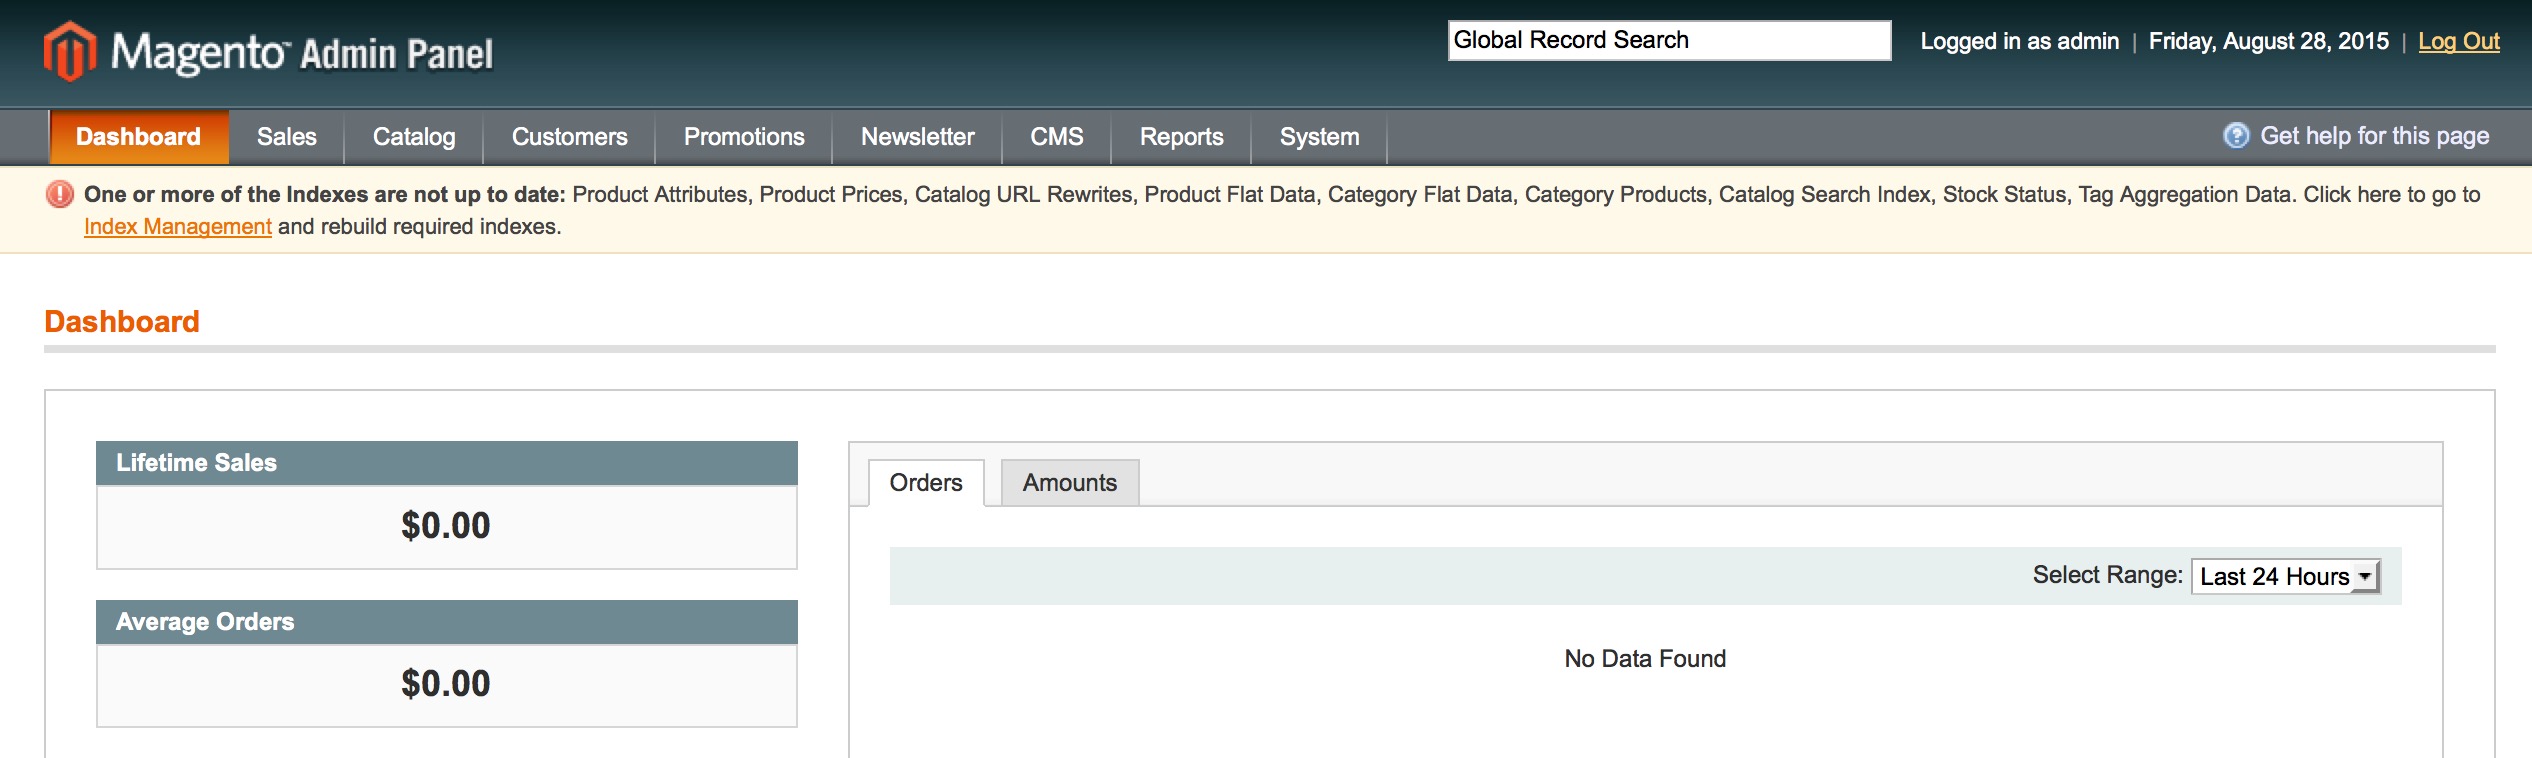 Magento™ Admin Panel
Global Record Search
Logged in as admin | Friday, August 28, 2015 | Log Out
Dashboard Sales Catalog Customers Promotions Newsletter CMS Reports System
Get help for this page
One or more of the Indexes are not up to date: Product Attributes, Product Prices, Catalog URL Rewrites, Product Flat Data, Category Flat Data, Category Products, Catalog Search Index, Stock Status, Tag Aggregation Data. Click here to go to
Index Management and rebuild required indexes.
Dashboard
Lifetime Sales
$0.00
Average Orders
$0.00
Orders Amounts
Select Range: Last 24 Hours
No Data Found